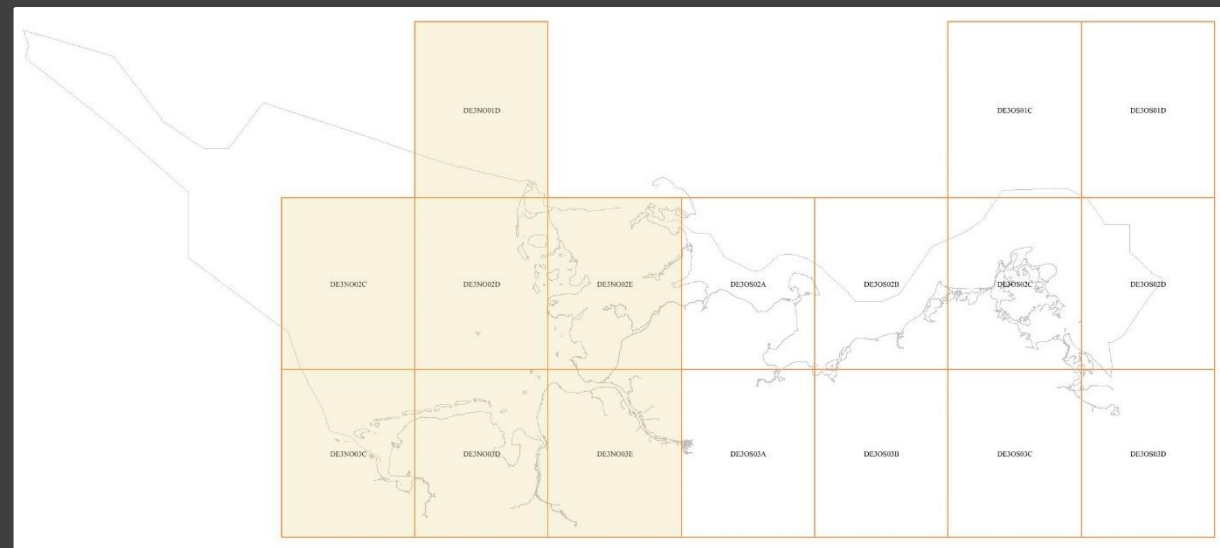 DE3NO01D
DE3OS01C
DE3OS01D
DE3NO02C
DE3NO02D
DE3NO02E
DE3OS02A
DE3OS02B
DE3OS02C
DE3OS02D
DE3NO03C
DE3NO03D
DE3NO03E
DE3OS03A
DE3OS03B
DE3OS03C
DE3OS03D